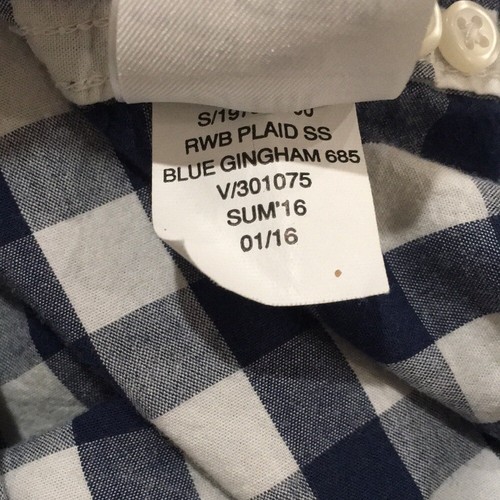 RWB PLAID SS
BLUE GINGHAM 685
V/301075
SUM'16
01/16